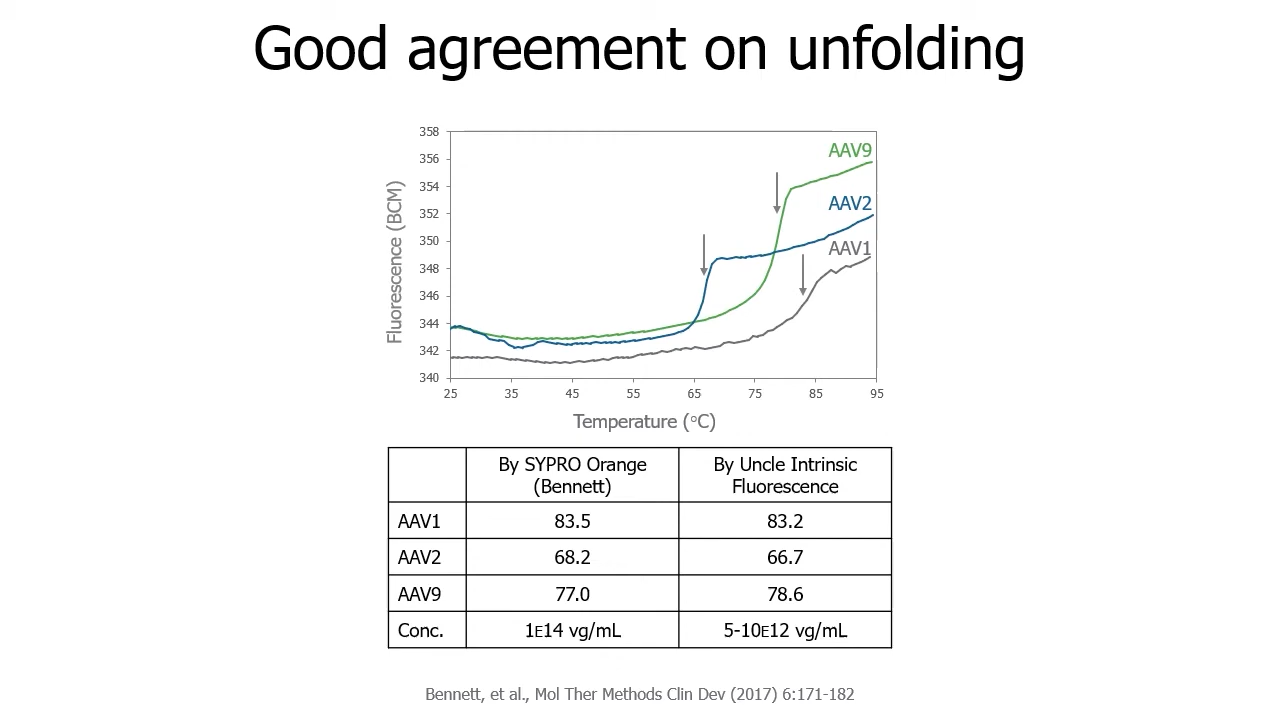 Good agreement on unfolding
358
356
354
352
350
348
346
344
342
340
Fluorescence (BCM)
AAV9
AAV2
AAV1
25 35 45 55 65 75 85 95
Temperature (°C)
By SYPRO Orange (Bennett) By Uncle Intrinsic Fluorescence
AAV1 83.5 83.2
AAV2 68.2 66.7
AAV9 77.0 78.6
Conc. 1E14 vg/mL 5-10E12 vg/mL
Bennett, et al., Mol Ther Methods Clin Dev (2017) 6:171-182